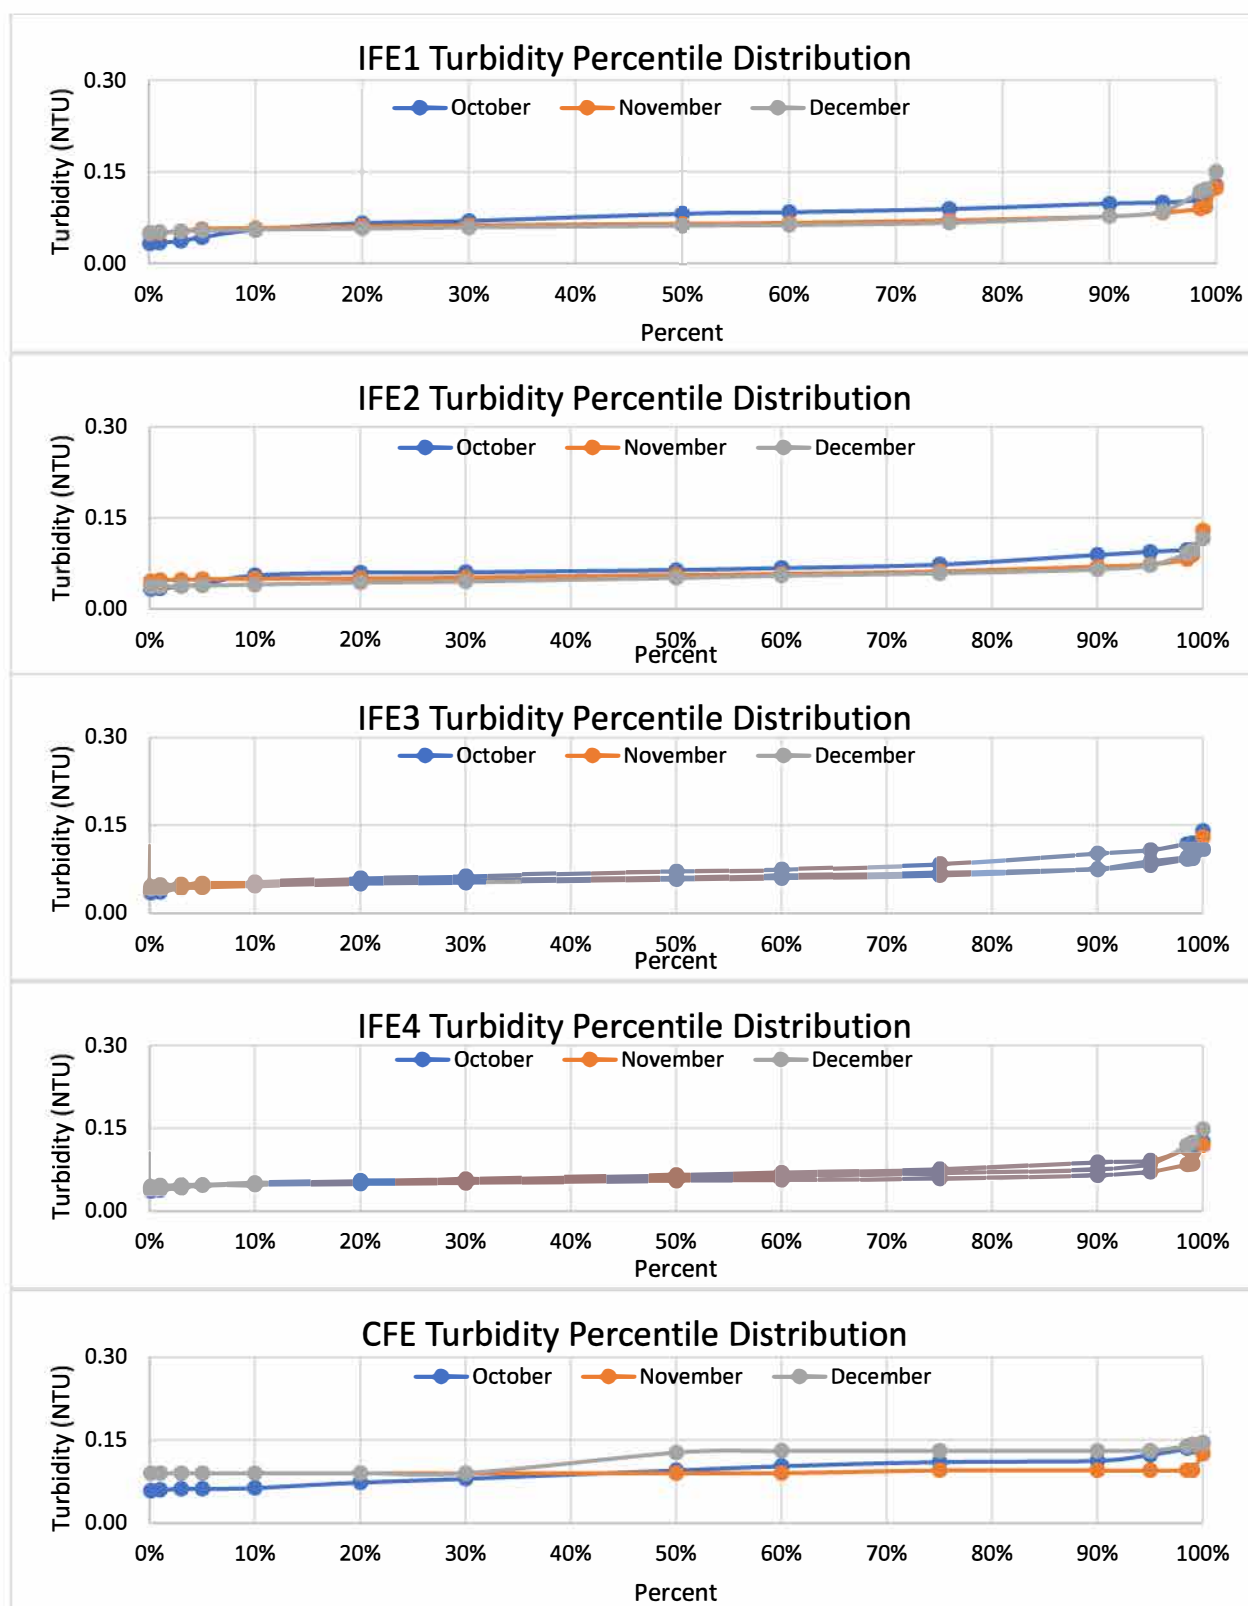 IFE1 Turbidity Percentile Distribution
Turbidity (NTU)
0.30
0.15
0.00
October November December
0% 10% 20% 30% 40% 50% 60% 70% 80% 90% 100%
Percent
IFE2 Turbidity Percentile Distribution
Turbidity (NTU)
0.30
0.15
0.00
October November December
0% 10% 20% 30% 40% 50% 60% 70% 80% 90% 100%
Percent
IFE3 Turbidity Percentile Distribution
Turbidity (NTU)
0.30
0.15
0.00
October November December
0% 10% 20% 30% 40% 50% 60% 70% 80% 90% 100%
Percent
IFE4 Turbidity Percentile Distribution
Turbidity (NTU)
0.30
0.15
0.00
October November December
0% 10% 20% 30% 40% 50% 60% 70% 80% 90% 100%
Percent
CFE Turbidity Percentile Distribution
Turbidity (NTU)
0.30
0.15
0.00
October November December
0% 10% 20% 30% 40% 50% 60% 70% 80% 90% 100%
Percent